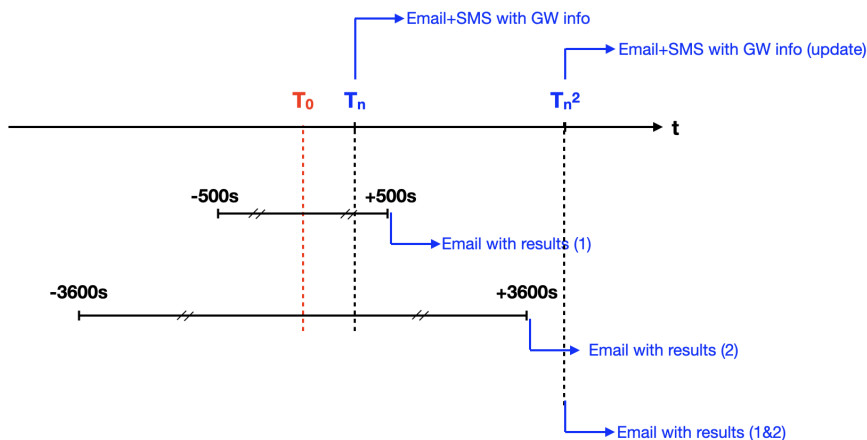 Email+SMS with GW info
Email+SMS with GW info (update)
T₀ Tₙ Tₙ²
t
-500s +500s
Email with results (1)
-3600s +3600s
Email with results (2)
Email with results (1&2)